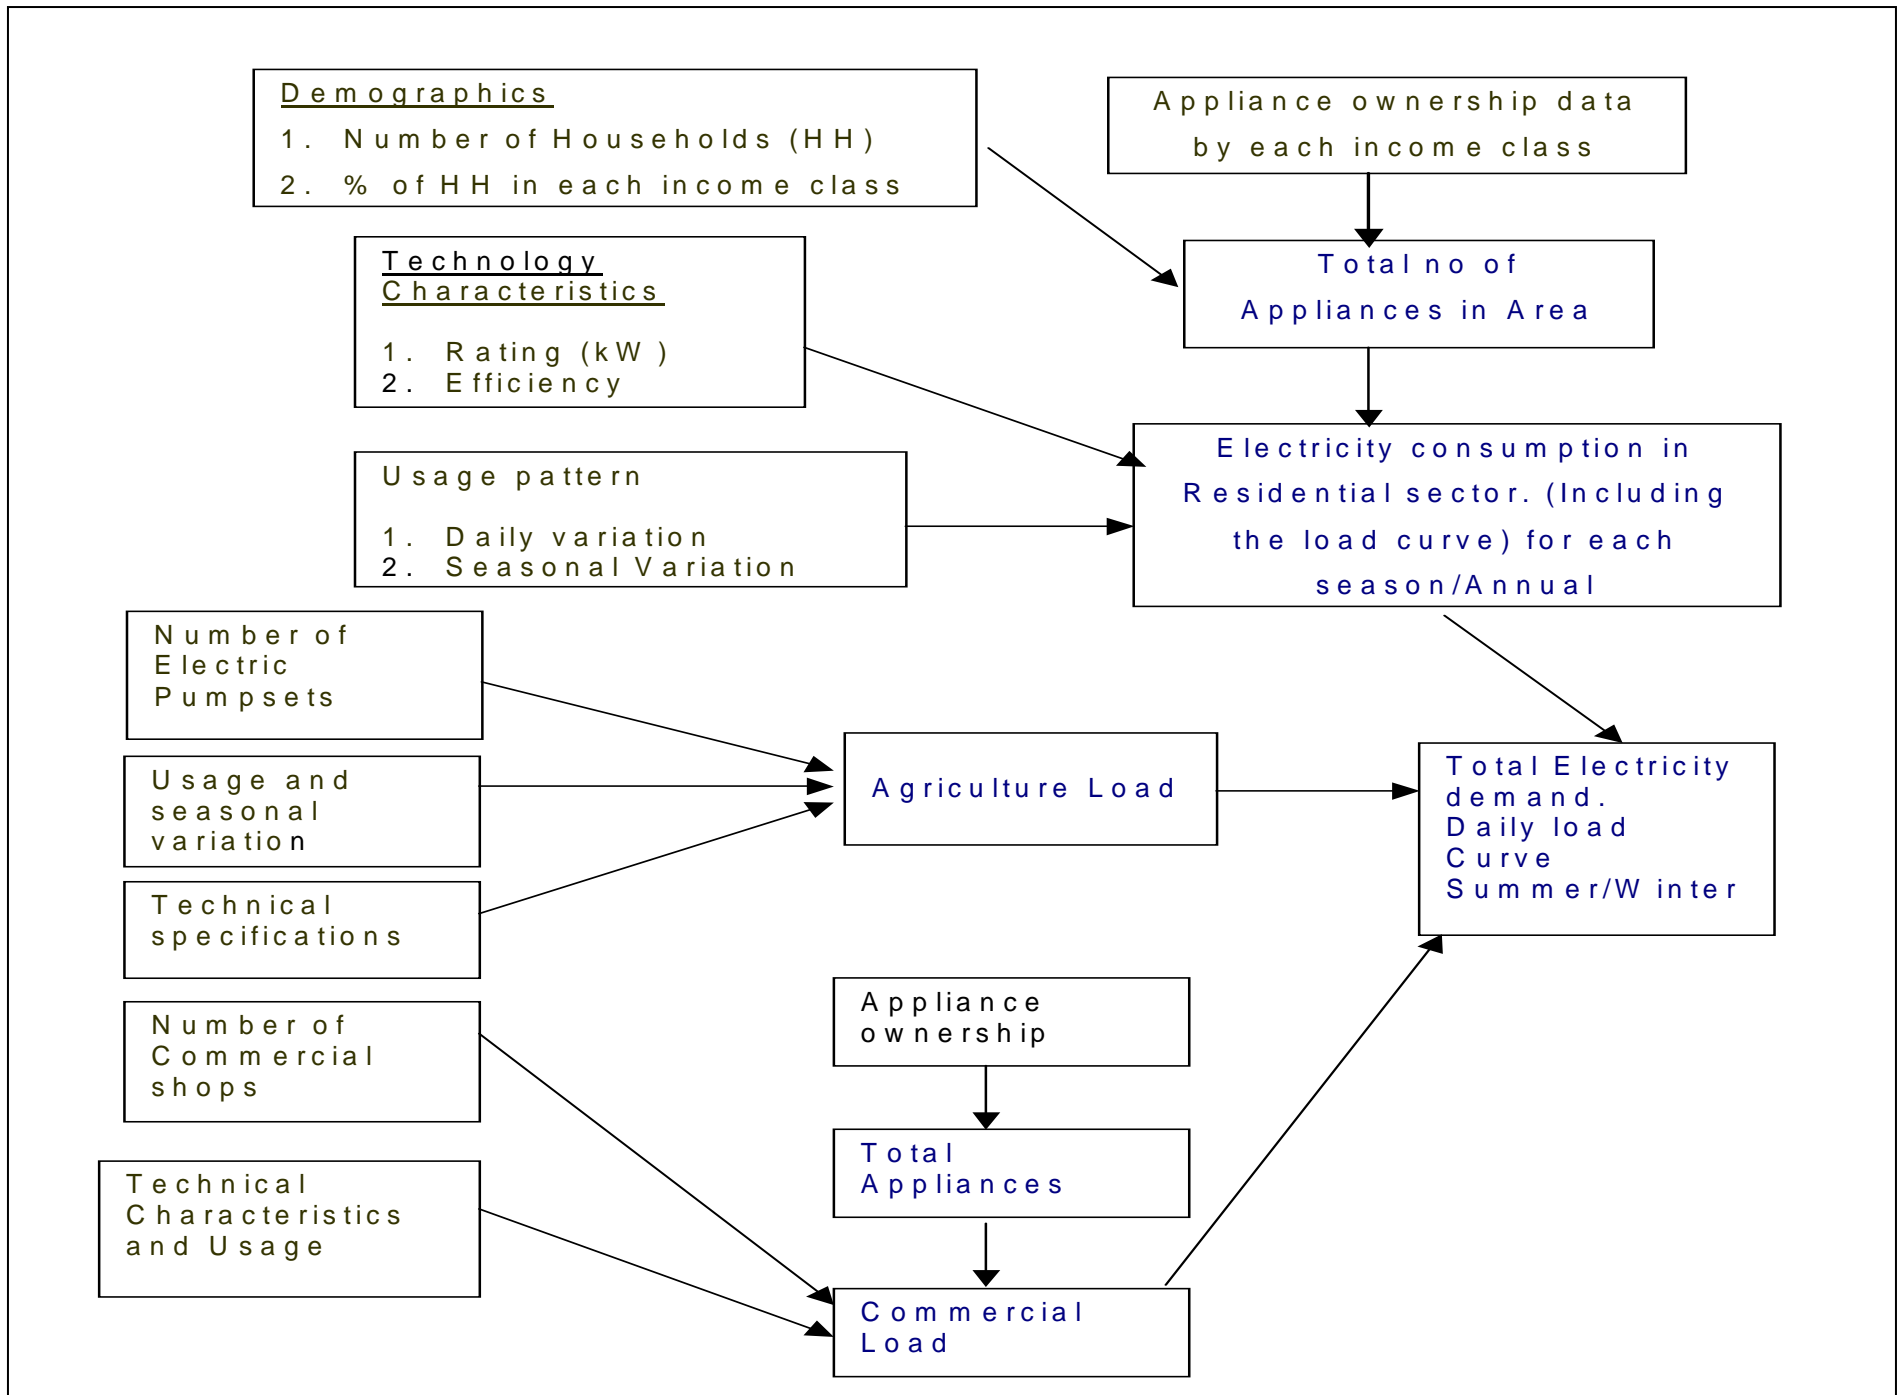 Demographics
1. Number of Households (HH)
2. % of HH in each income class
Appliance ownership data
by each income class
Technology
Characteristics
1. Rating (kW)
2. Efficiency
Total no of
Appliances in Area
Usage pattern
1. Daily variation
2. Seasonal Variation
Electricity consumption in
Residential sector. (Including
the load curve) for each
season/Annual
Number of
Electric
Pumpsets
Usage and
seasonal
variation
Technical
specifications
Agriculture Load
Total Electricity
demand.
Daily load
Curve
Summer/Winter
Number of
Commercial
shops
Appliance
ownership
Technical
Characteristics
and Usage
Total
Appliances
Commercial
Load